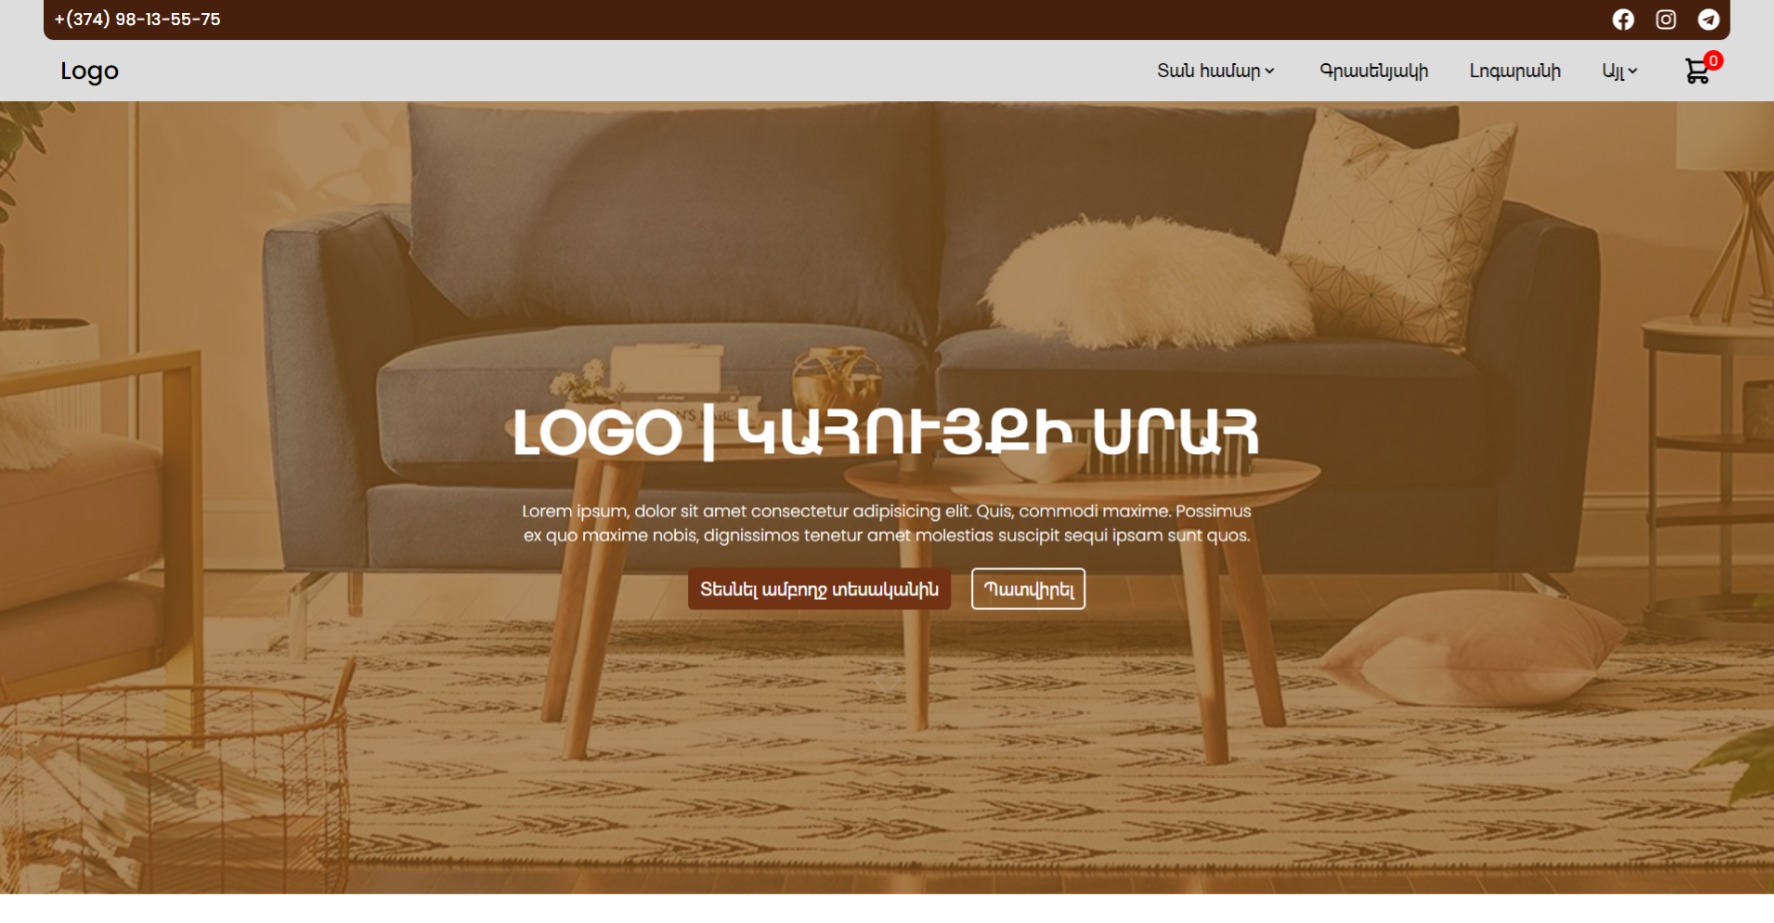 +(374) 98-13-55-75
Logo
Տան համար
Գրասենյակի
Լոգարանի
Այլ
0
LOGO | ԿԱՀՈՒՅՔԻ ՍՐԱՀ
Lorem ipsum, dolor sit amet consectetur adipisicing elit. Quis, commodi maxime. Possimus
ex quo maxime nobis, dignissimos tenetur amet molestias suscipit sequi ipsam sunt quos.
Տեսնել ամբողջ տեսականին
Պատվիրել